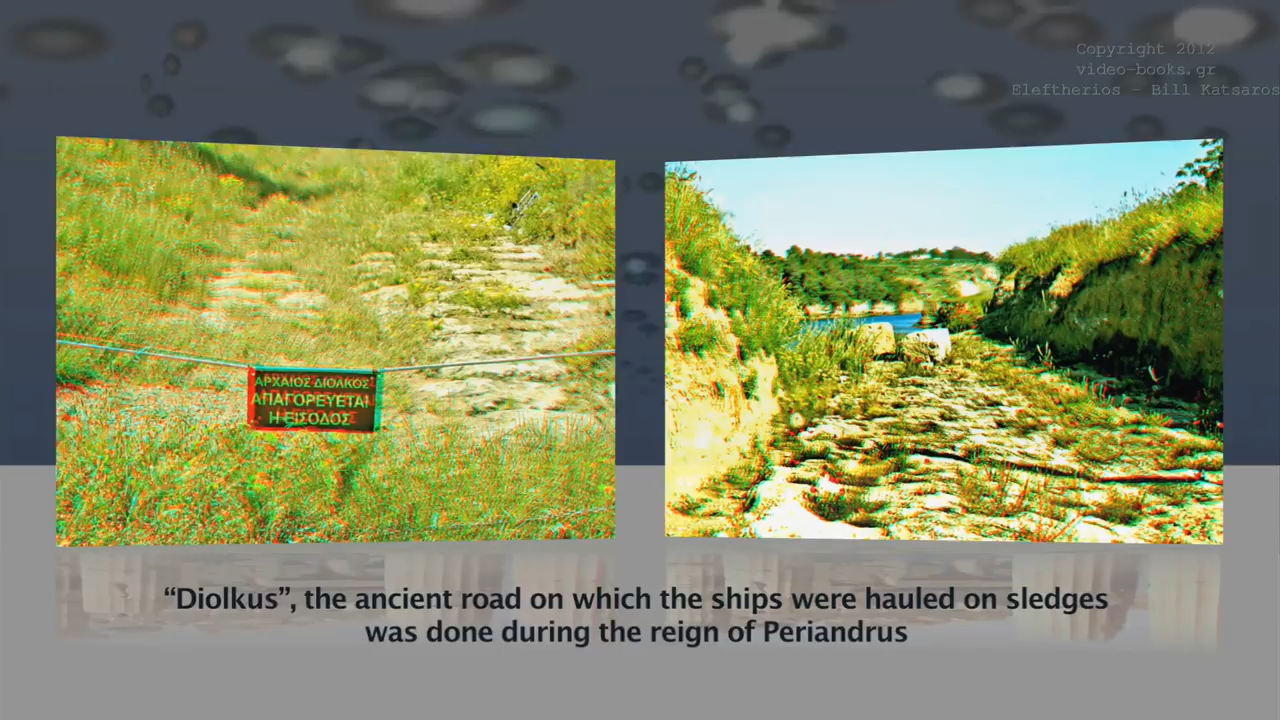 Copyright 2012
video-books.gr
Eleftherios - Bill Katsaros
ΑΡΧΑΙΟΣ ΔΙΟΛΚΟΣ
ΑΠΑΓΟΡΕΥΕΤΑΙ
Η ΕΙΣΟΔΟΣ
“Diolkus”, the ancient road on which the ships were hauled on sledges
was done during the reign of Periandrus